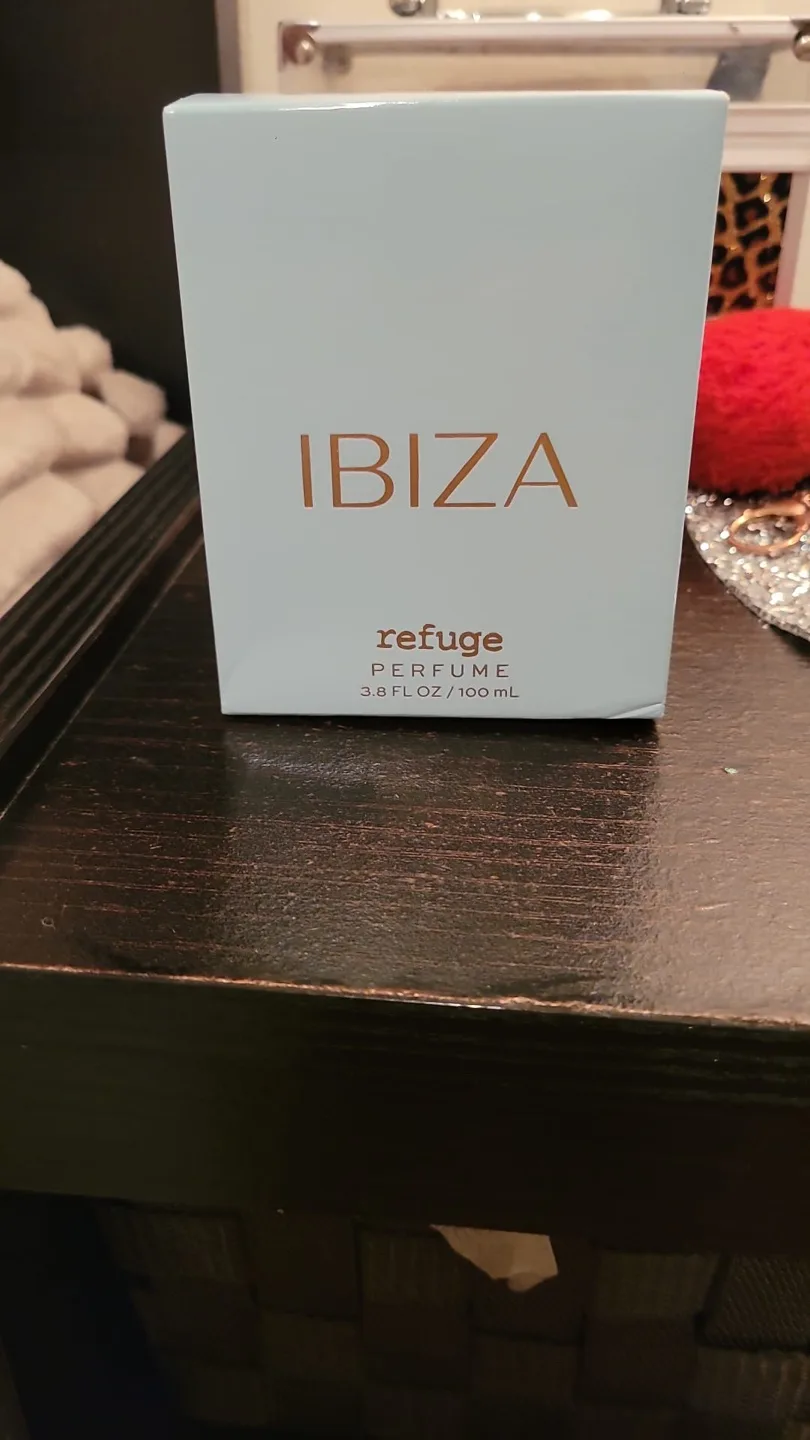 IBIZA
refuge
PERFUME
3.8 FL OZ / 100 mL